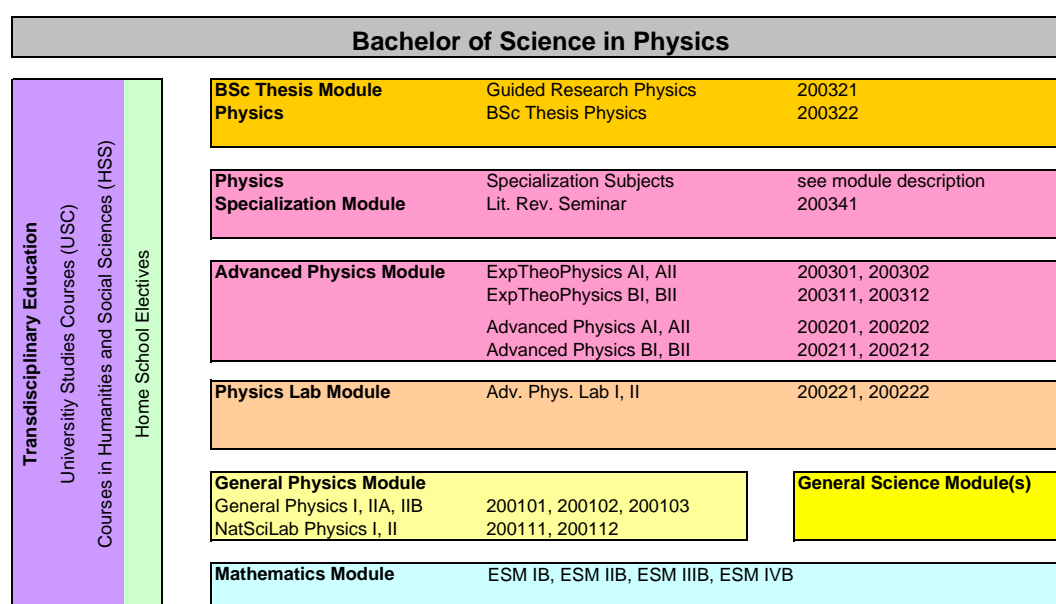 Bachelor of Science in Physics
Transdisciplinary Education
Universitiy Studies Courses (USC)
Courses in Humanities and Social Sciences (HSS)
Home School Electives
BSc Thesis Module Guided Research Physics 200321
Physics BSc Thesis Physics 200322
Physics Specialization Subjects see module description
Specialization Module Lit. Rev. Seminar 200341
Advanced Physics Module ExpTheoPhysics AI, AII 200301, 200302
ExpTheoPhysics BI, BII 200311, 200312
Advanced Physics AI, AII 200201, 200202
Advanced Physics BI, BII 200211, 200212
Physics Lab Module Adv. Phys. Lab I, II 200221, 200222
General Physics Module General Science Module(s)
General Physics I, IIA, IIB 200101, 200102, 200103
NatSciLab Physics I, II 200111, 200112
Mathematics Module ESM IB, ESM IIB, ESM IIIB, ESM IVB